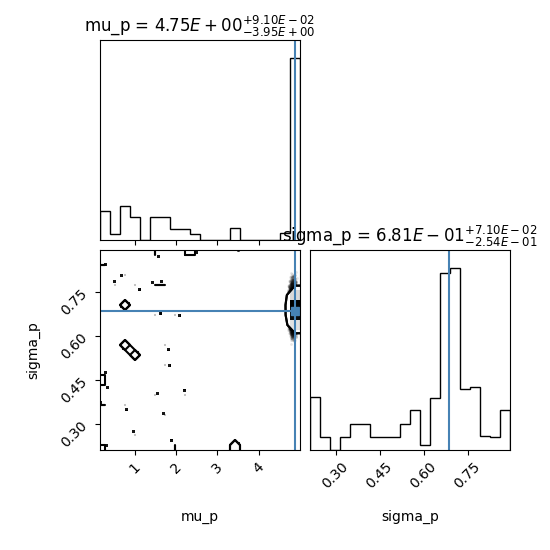 mu_p = 4.75E + 00+9.10E − 02 −3.95E + 00
sigma_p = 6.81E − 01+7.10E − 02 −2.54E − 01
0.75
0.60
0.45
0.30
sigma_p
1 2 3 4
mu_p
0.30 0.45 0.60 0.75
sigma_p